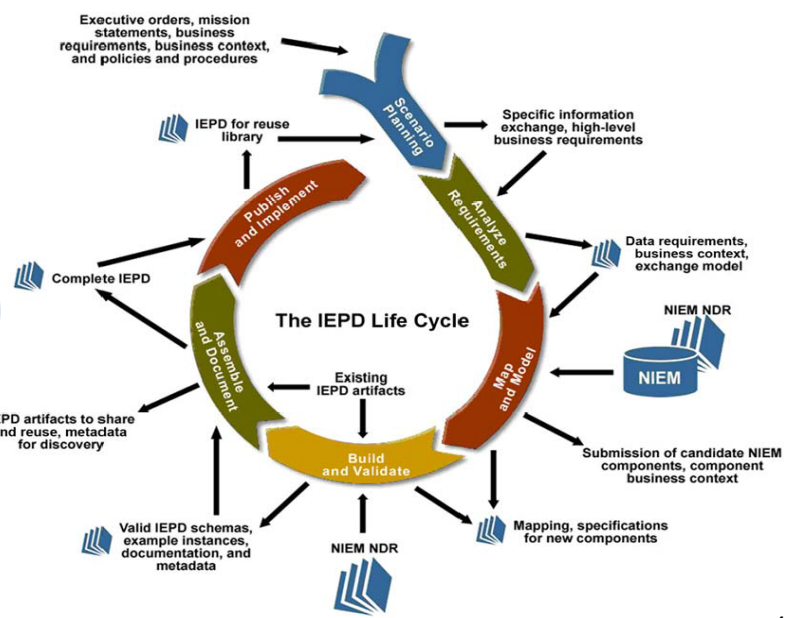 Executive orders, mission
statements, business
requirements, business context,
and policies and procedures
Scenario
Planning
IEPD for reuse
library
Specific information
exchange, high-level
business requirements
Publish
and Implement
Analyze
Requirements
Data requirements,
business context,
exchange model
Complete IEPD
The IEPD Life Cycle
NIEM NDR
NIEM
Assemble
and Document
Map
and Model
Existing
IEPD artifacts
EPD artifacts to share
nd reuse, metadata
for discovery
Build
and Validate
Submission of candidate NIEM
components, component
business context
Valid IEPD schemas,
example instances,
documentation, and
metadata
NIEM NDR
Mapping, specifications
for new components